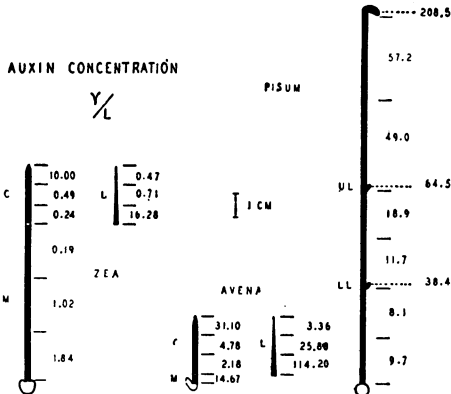 208.5
57.2
AUXIN CONCENTRATION
γ/L
PISUM
49.0
10.00
0.47
C
0.49
L
0.71
UL
64.5
0.24
16.28
1 CM
18.9
0.19
ZEA
11.7
AVENA
LL
38.4
M
1.02
31.10
3.36
8.1
C
4.78
L
25.80
1.84
2.18
114.20
9.7
M
14.67